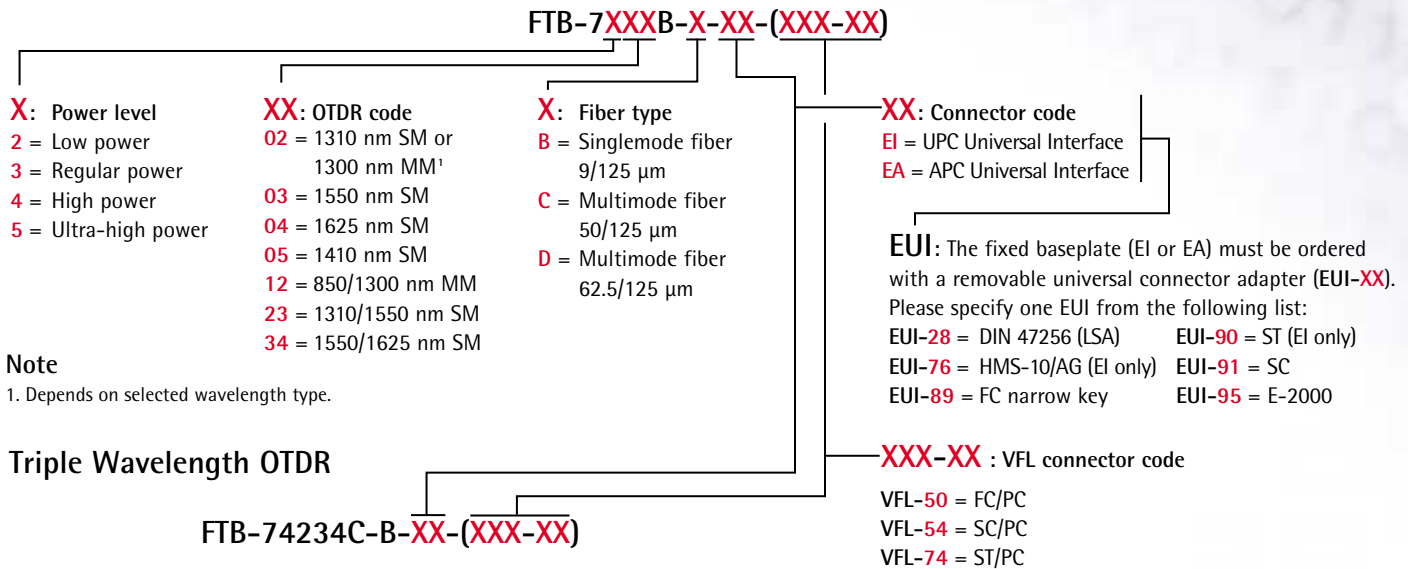 FTB-7XXXB-X-XX-(XXX-XX)
X: Power level
2 = Low power
3 = Regular power
4 = High power
5 = Ultra-high power
XX: OTDR code
02 = 1310 nm SM or
1300 nm MM¹
03 = 1550 nm SM
04 = 1625 nm SM
05 = 1410 nm SM
12 = 850/1300 nm MM
23 = 1310/1550 nm SM
34 = 1550/1625 nm SM
X: Fiber type
B = Singlemode fiber
9/125 µm
C = Multimode fiber
50/125 µm
D = Multimode fiber
62.5/125 µm
XX: Connector code
EI = UPC Universal Interface
EA = APC Universal Interface
EUI: The fixed baseplate (EI or EA) must be ordered
with a removable universal connector adapter (EUI-XX).
Please specify one EUI from the following list:
EUI-28 = DIN 47256 (LSA)
EUI-76 = HMS-10/AG (EI only)
EUI-89 = FC narrow key
EUI-90 = ST (EI only)
EUI-91 = SC
EUI-95 = E-2000
Note
1. Depends on selected wavelength type.
Triple Wavelength OTDR
FTB-74234C-B-XX-(XXX-XX)
XXX-XX : VFL connector code
VFL-50 = FC/PC
VFL-54 = SC/PC
VFL-74 = ST/PC